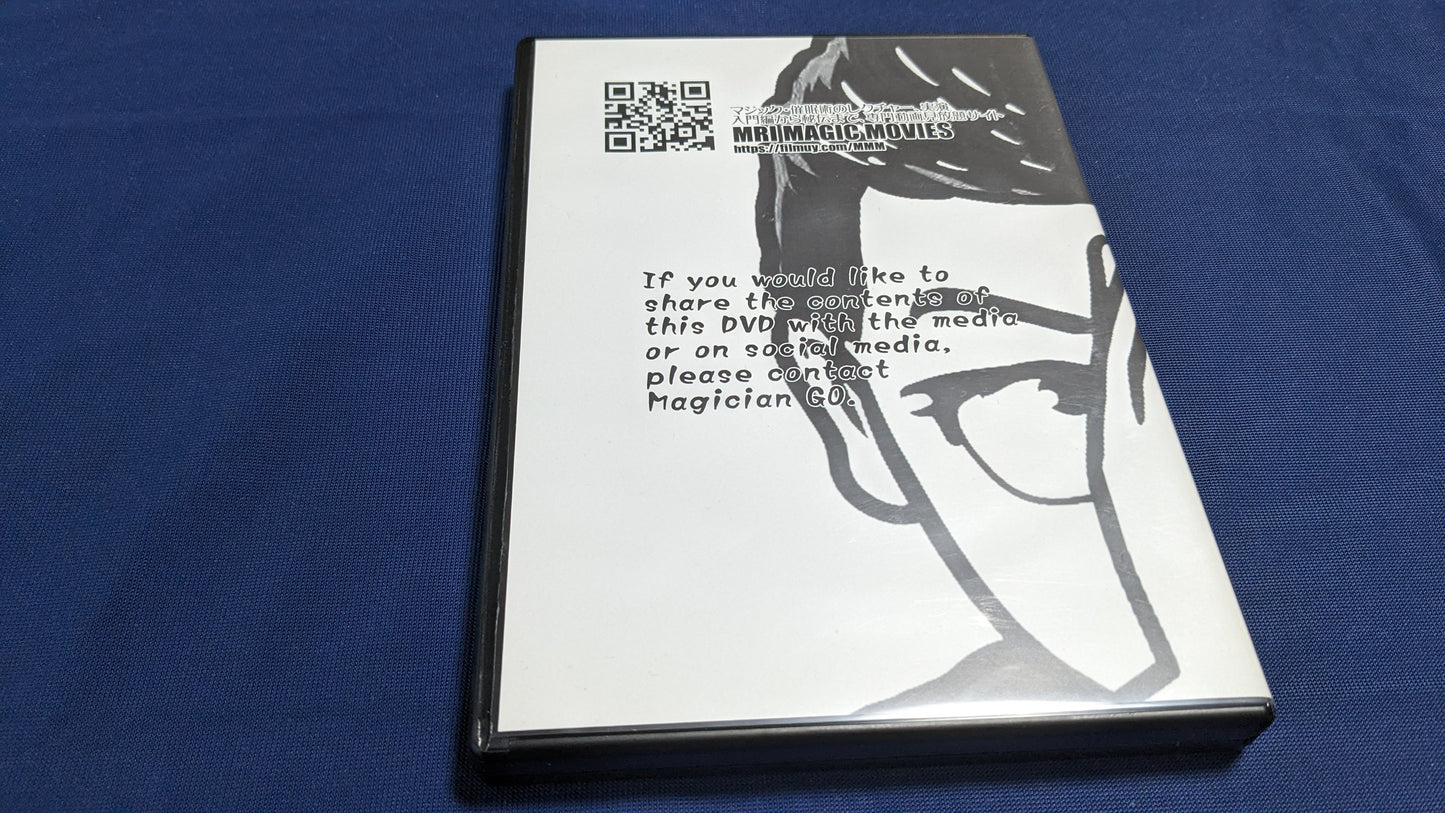 マジック・催眠術のレクチャー、実演
入門編から秘伝まで、専門動画見放題サイト
MRI MAGIC MOVIES
https://filmuy.com/MMM
If you would like to
share the contents of
this DVD with the media
or on social media,
please contact
Magician GO.